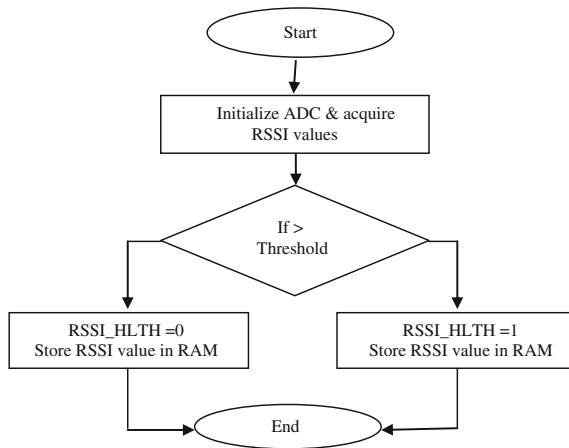 Start
Initialize ADC & acquire
RSSI values
If >
Threshold
RSSI_HLTH =0
Store RSSI value in RAM
RSSI_HLTH =1
Store RSSI value in RAM
End